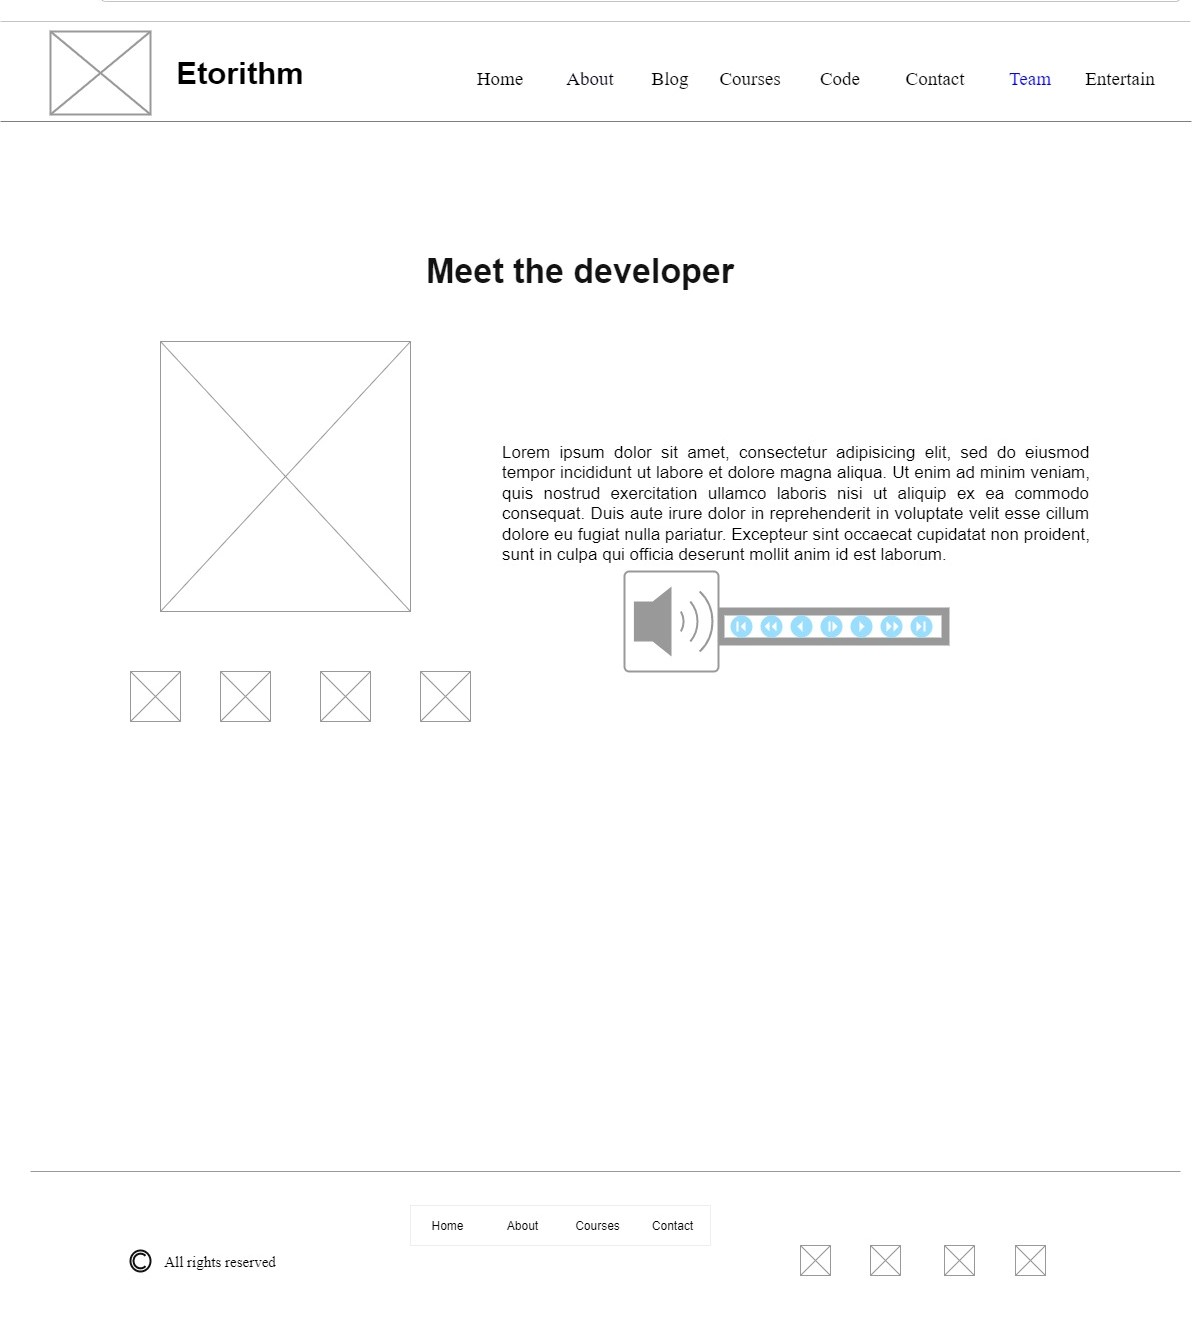 Etorithm
Home About Blog Courses Code Contact Team Entertain
Meet the developer
Lorem ipsum dolor sit amet, consectetur adipisicing elit, sed do eiusmod
tempor incididunt ut labore et dolore magna aliqua. Ut enim ad minim veniam,
quis nostrud exercitation ullamco laboris nisi ut aliquip ex ea commodo
consequat. Duis aute irure dolor in reprehenderit in voluptate velit esse cillum
dolore eu fugiat nulla pariatur. Excepteur sint occaecat cupidatat non proident,
sunt in culpa qui officia deserunt mollit anim id est laborum.
Home About Courses Contact
© All rights reserved